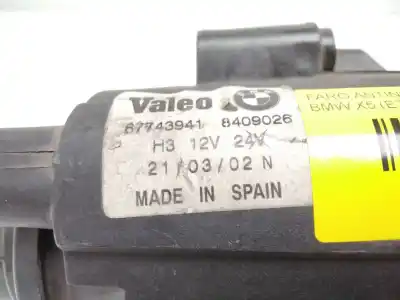 Valeo
67743941 8409026
H3 12V 24V
21/03/02 N
MADE IN SPAIN
FARO ANTIN
BMW X5 (E